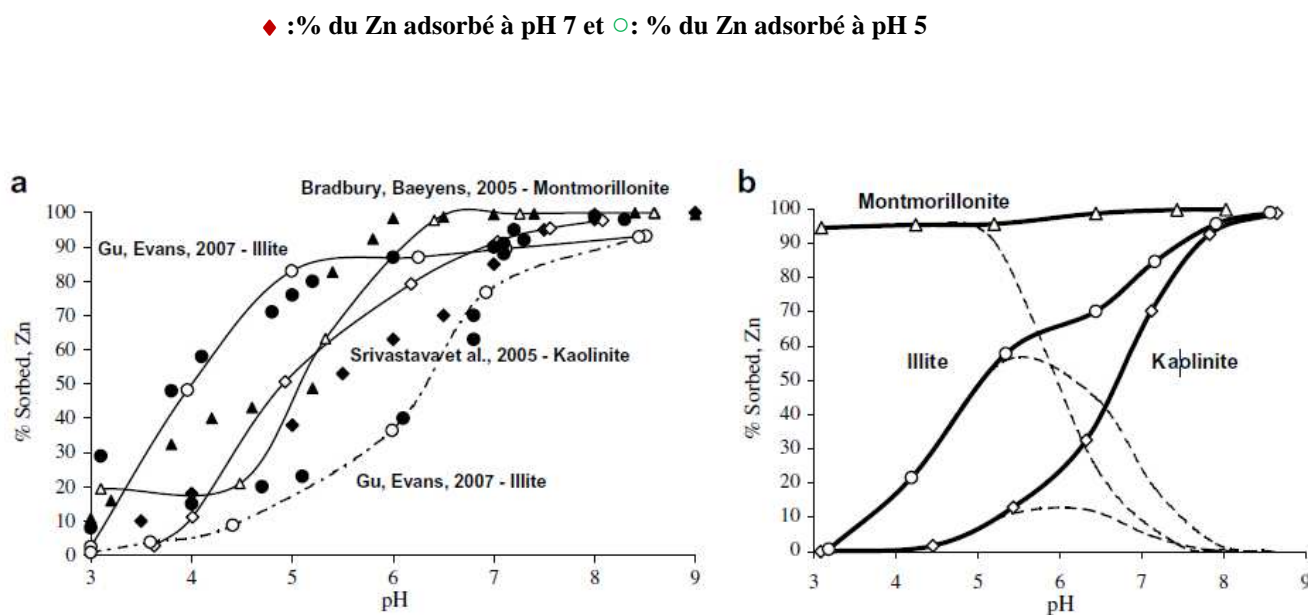 ♦ :% du Zn adsorbé à pH 7 et ○: % du Zn adsorbé à pH 5
a
Bradbury, Baeyens, 2005 - Montmorillonite
Gu, Evans, 2007 - Illite
Srivastava et al., 2005 - Kaolinite
Gu, Evans, 2007 - Illite
% Sorbed, Zn
100
90
80
70
60
50
40
30
20
10
0
3 4 5 6 7 8 9
pH
b
Montmorillonite
Illite
Kaolinite
% Sorbed, Zn
100
90
80
70
60
50
40
30
20
10
0
3 4 5 6 7 8 9
pH